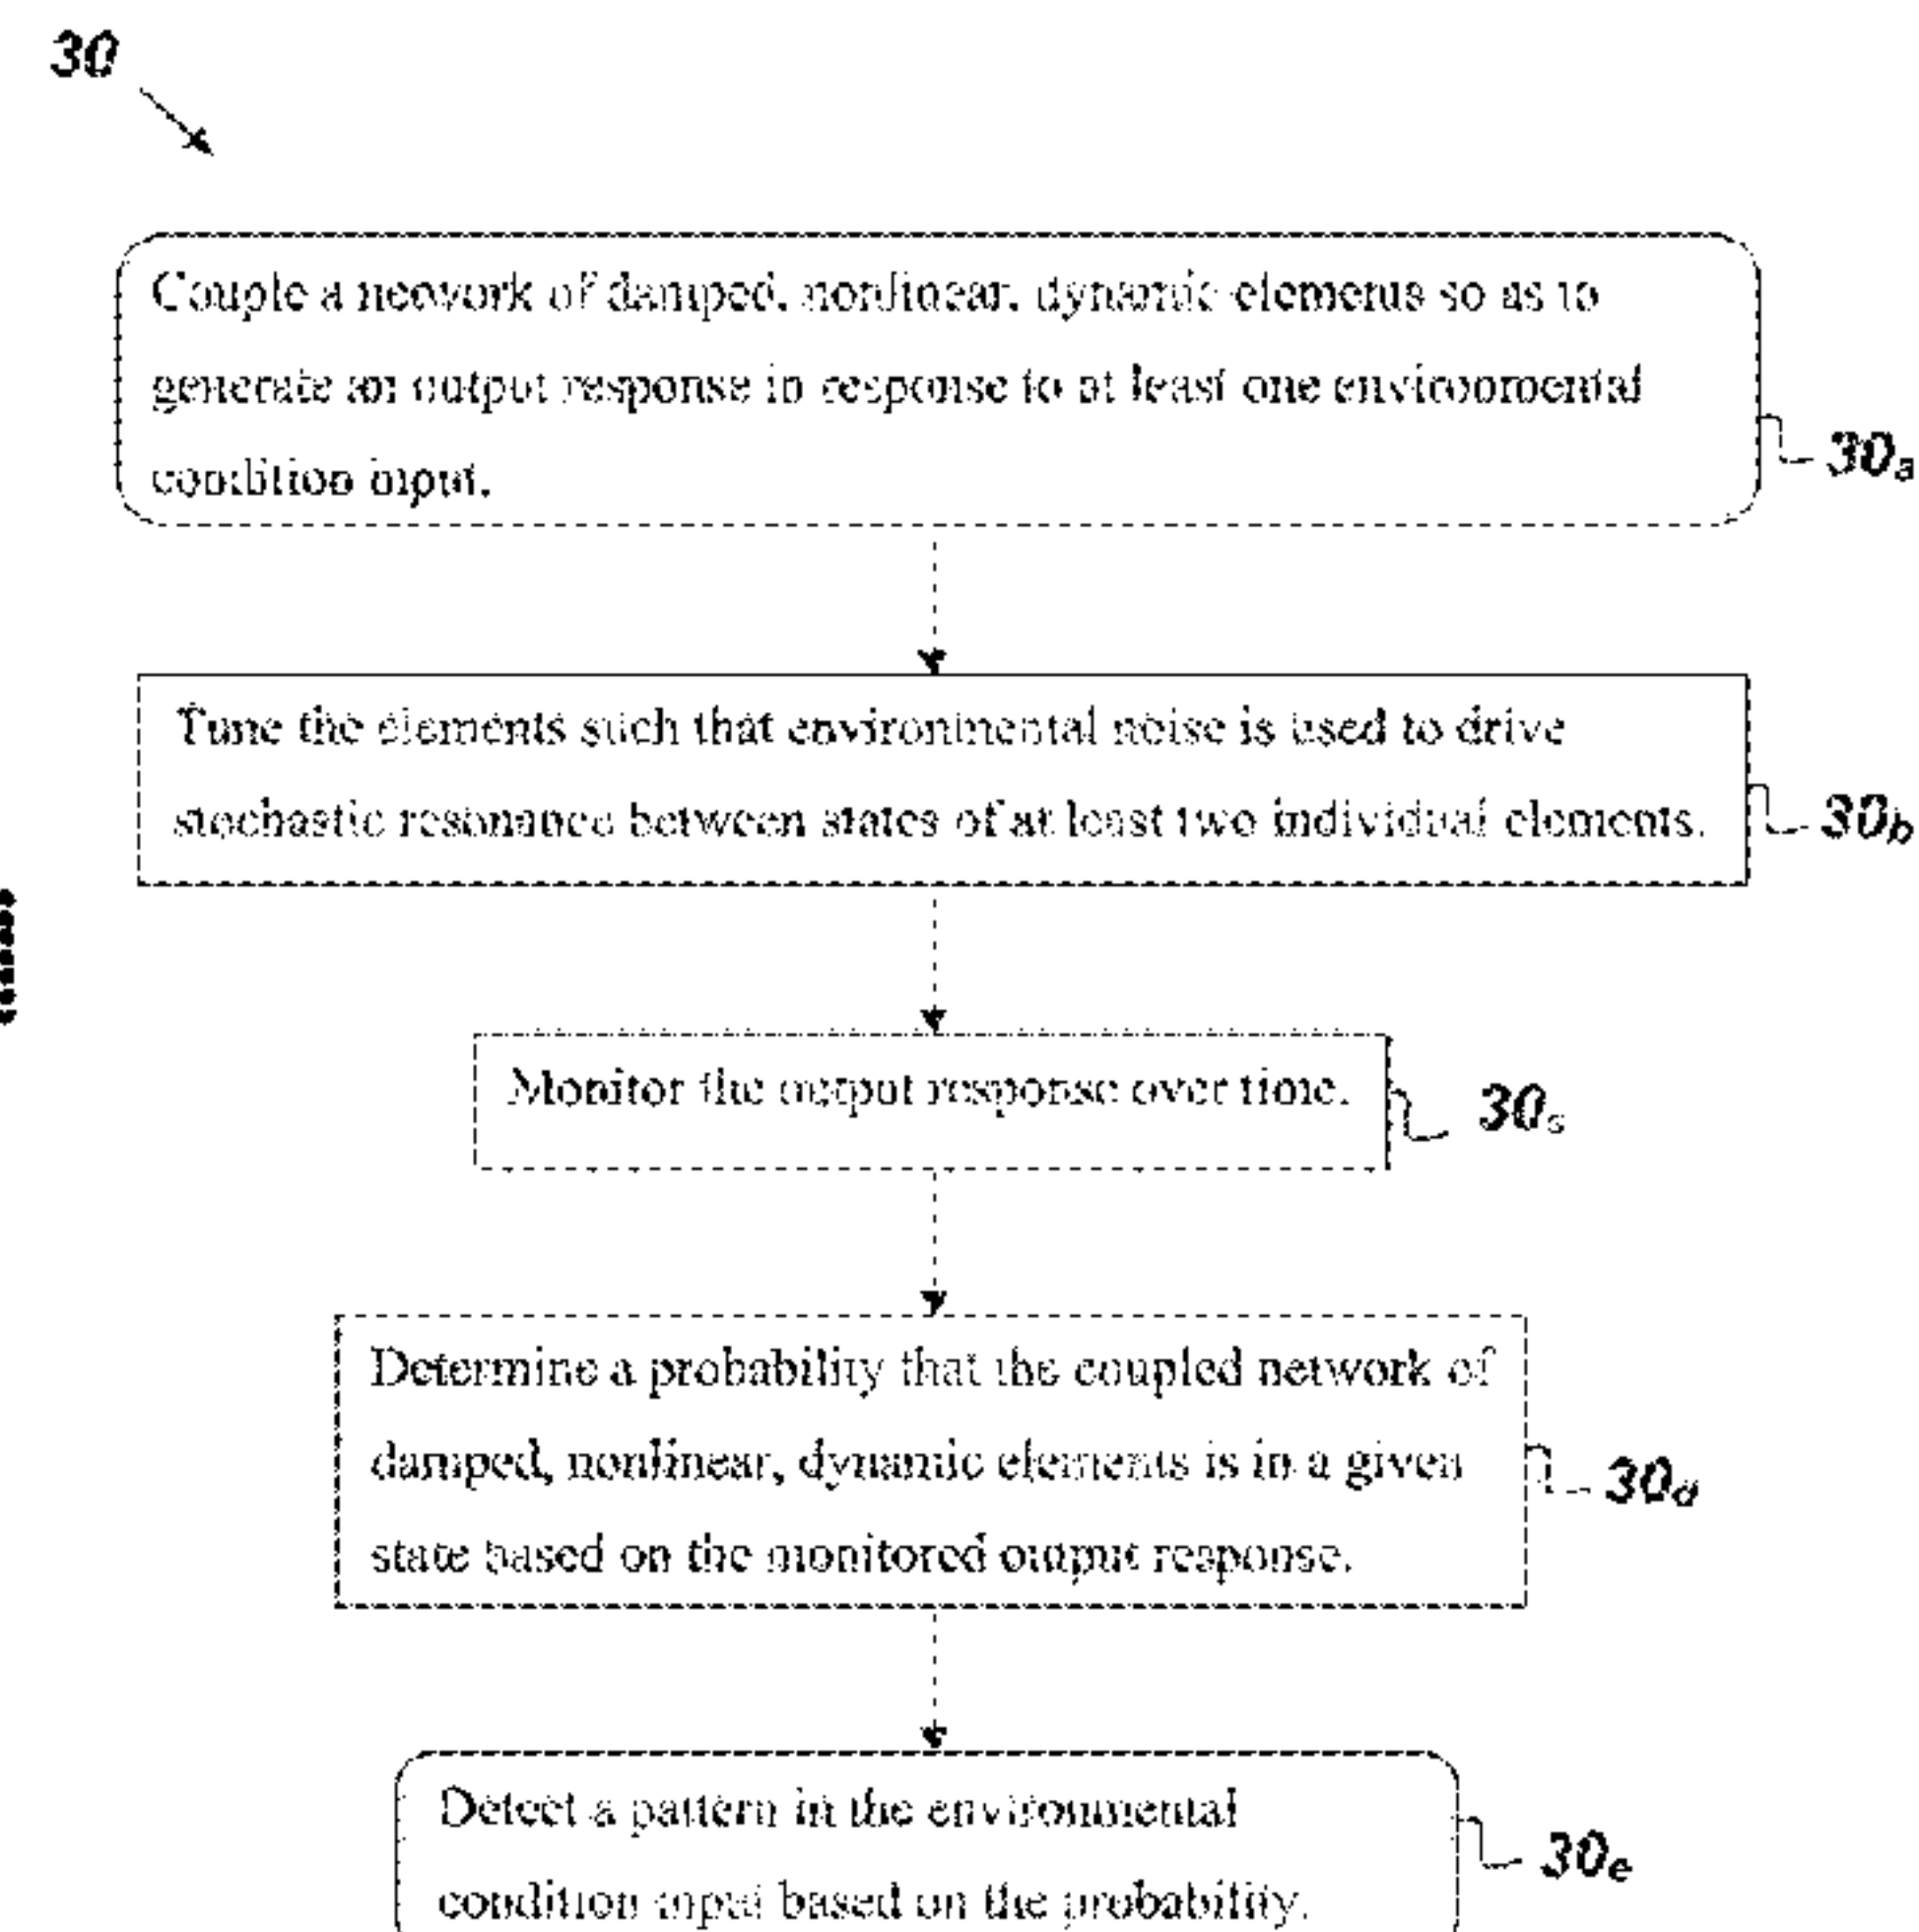 30
Couple a network of damped, nonlinear, dynamic elements so as to
generate an output response in response to at least one environmental
condition input.
30a
Tune the elements such that environmental noise is used to drive
stochastic resonance between states of at least two individual elements.
30b
Monitor the output response over time.
30c
Determine a probability that the coupled network of
damped, nonlinear, dynamic elements is in a given
state based on the monitored output response.
30d
Detect a pattern in the environmental
condition input based on the probability.
30e